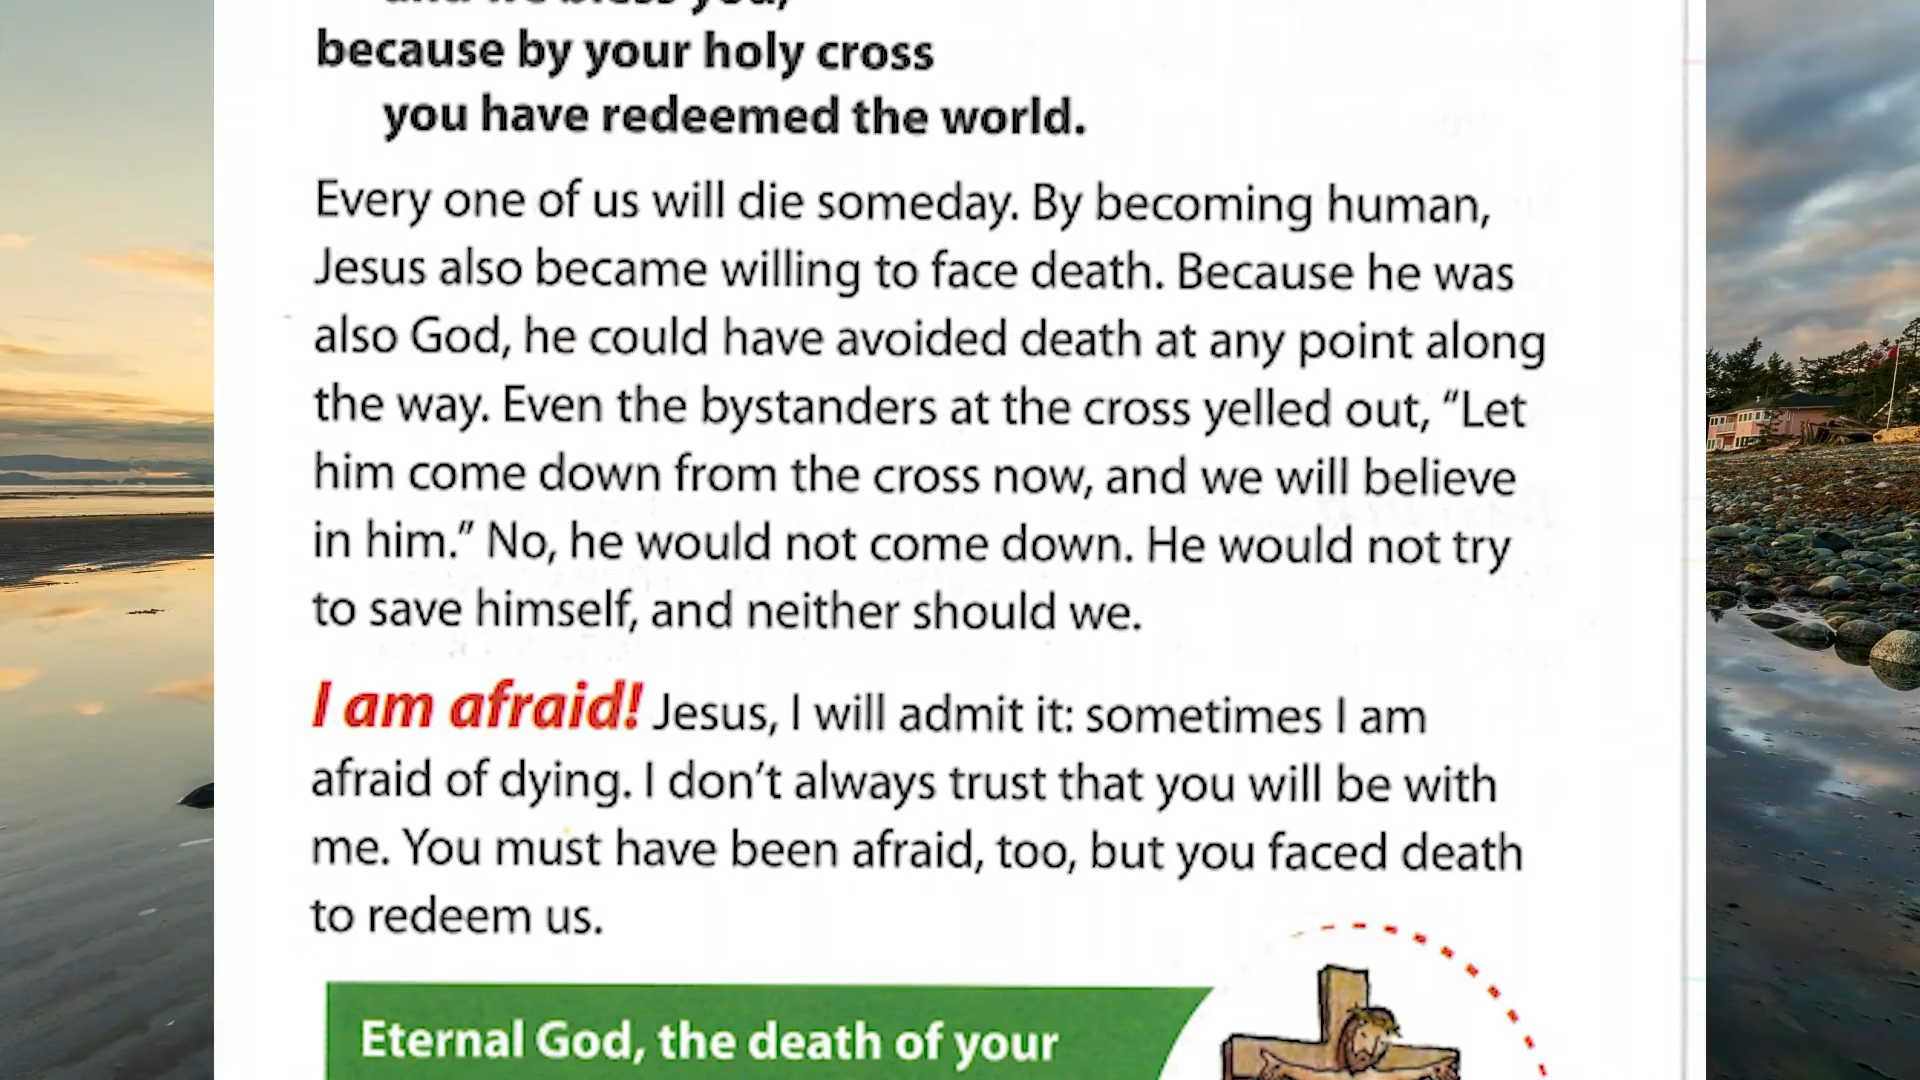 and we bless you,
because by your holy cross
you have redeemed the world.
Every one of us will die someday. By becoming human,
Jesus also became willing to face death. Because he was
also God, he could have avoided death at any point along
the way. Even the bystanders at the cross yelled out, “Let
him come down from the cross now, and we will believe
in him.” No, he would not come down. He would not try
to save himself, and neither should we.
I am afraid! Jesus, I will admit it: sometimes I am
afraid of dying. I don’t always trust that you will be with
me. You must have been afraid, too, but you faced death
to redeem us.
Eternal God, the death of your